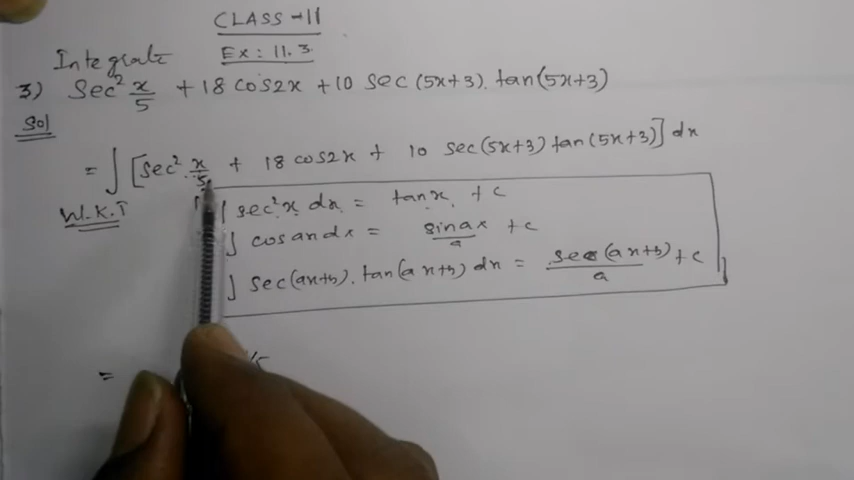 CLASS-11
Ex: 11.3
Integrate
3) sec² x/5 + 18 cos2x + 10 sec(5x+3). tan(5x+3)
Sol
= ∫ [sec² x/5 + 18 cos2x + 10 sec(5x+3) tan(5x+3)] dx
W.K.T
∫ sec²x dx = tanx + c
∫ cosax dx = sinax/a + c
∫ sec(ax+b). tan(ax+b) dx = sec(ax+b)/a + c
=